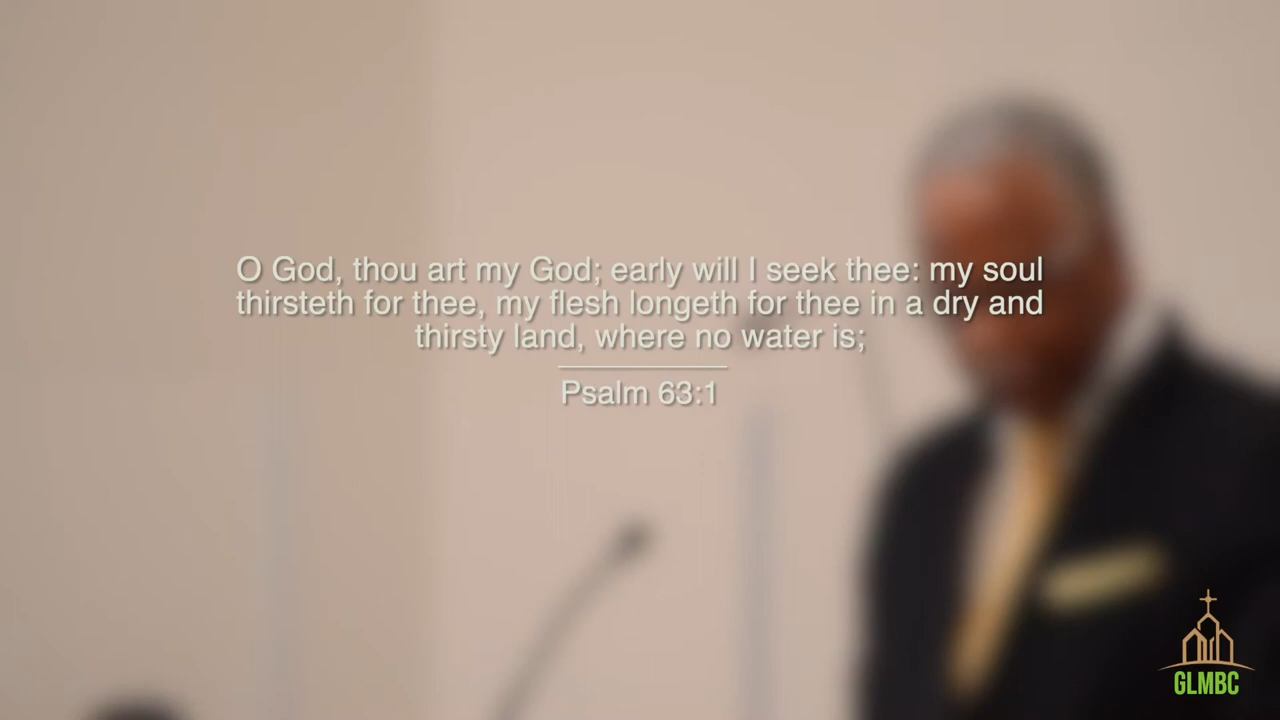 O God, thou art my God; early will I seek thee: my soul
thirsteth for thee, my flesh longeth for thee in a dry and
thirsty land, where no water is;
Psalm 63:1
GLMBC